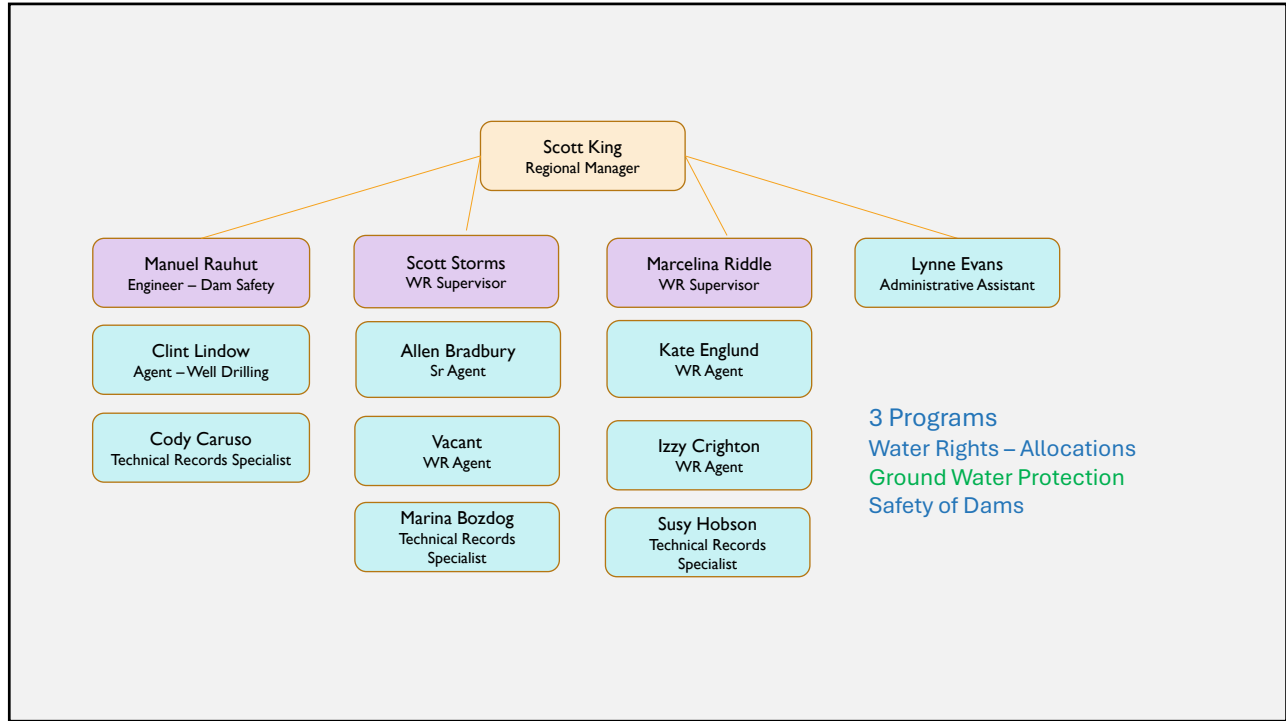 Scott King
Regional Manager
Manuel Rauhut
Engineer – Dam Safety
Clint Lindow
Agent – Well Drilling
Cody Caruso
Technical Records Specialist
Scott Storms
WR Supervisor
Allen Bradbury
Sr Agent
Vacant
WR Agent
Marina Bozdog
Technical Records
Specialist
Marcelina Riddle
WR Supervisor
Kate Englund
WR Agent
Izzy Crighton
WR Agent
Susy Hobson
Technical Records
Specialist
Lynne Evans
Administrative Assistant
3 Programs
Water Rights – Allocations
Ground Water Protection
Safety of Dams